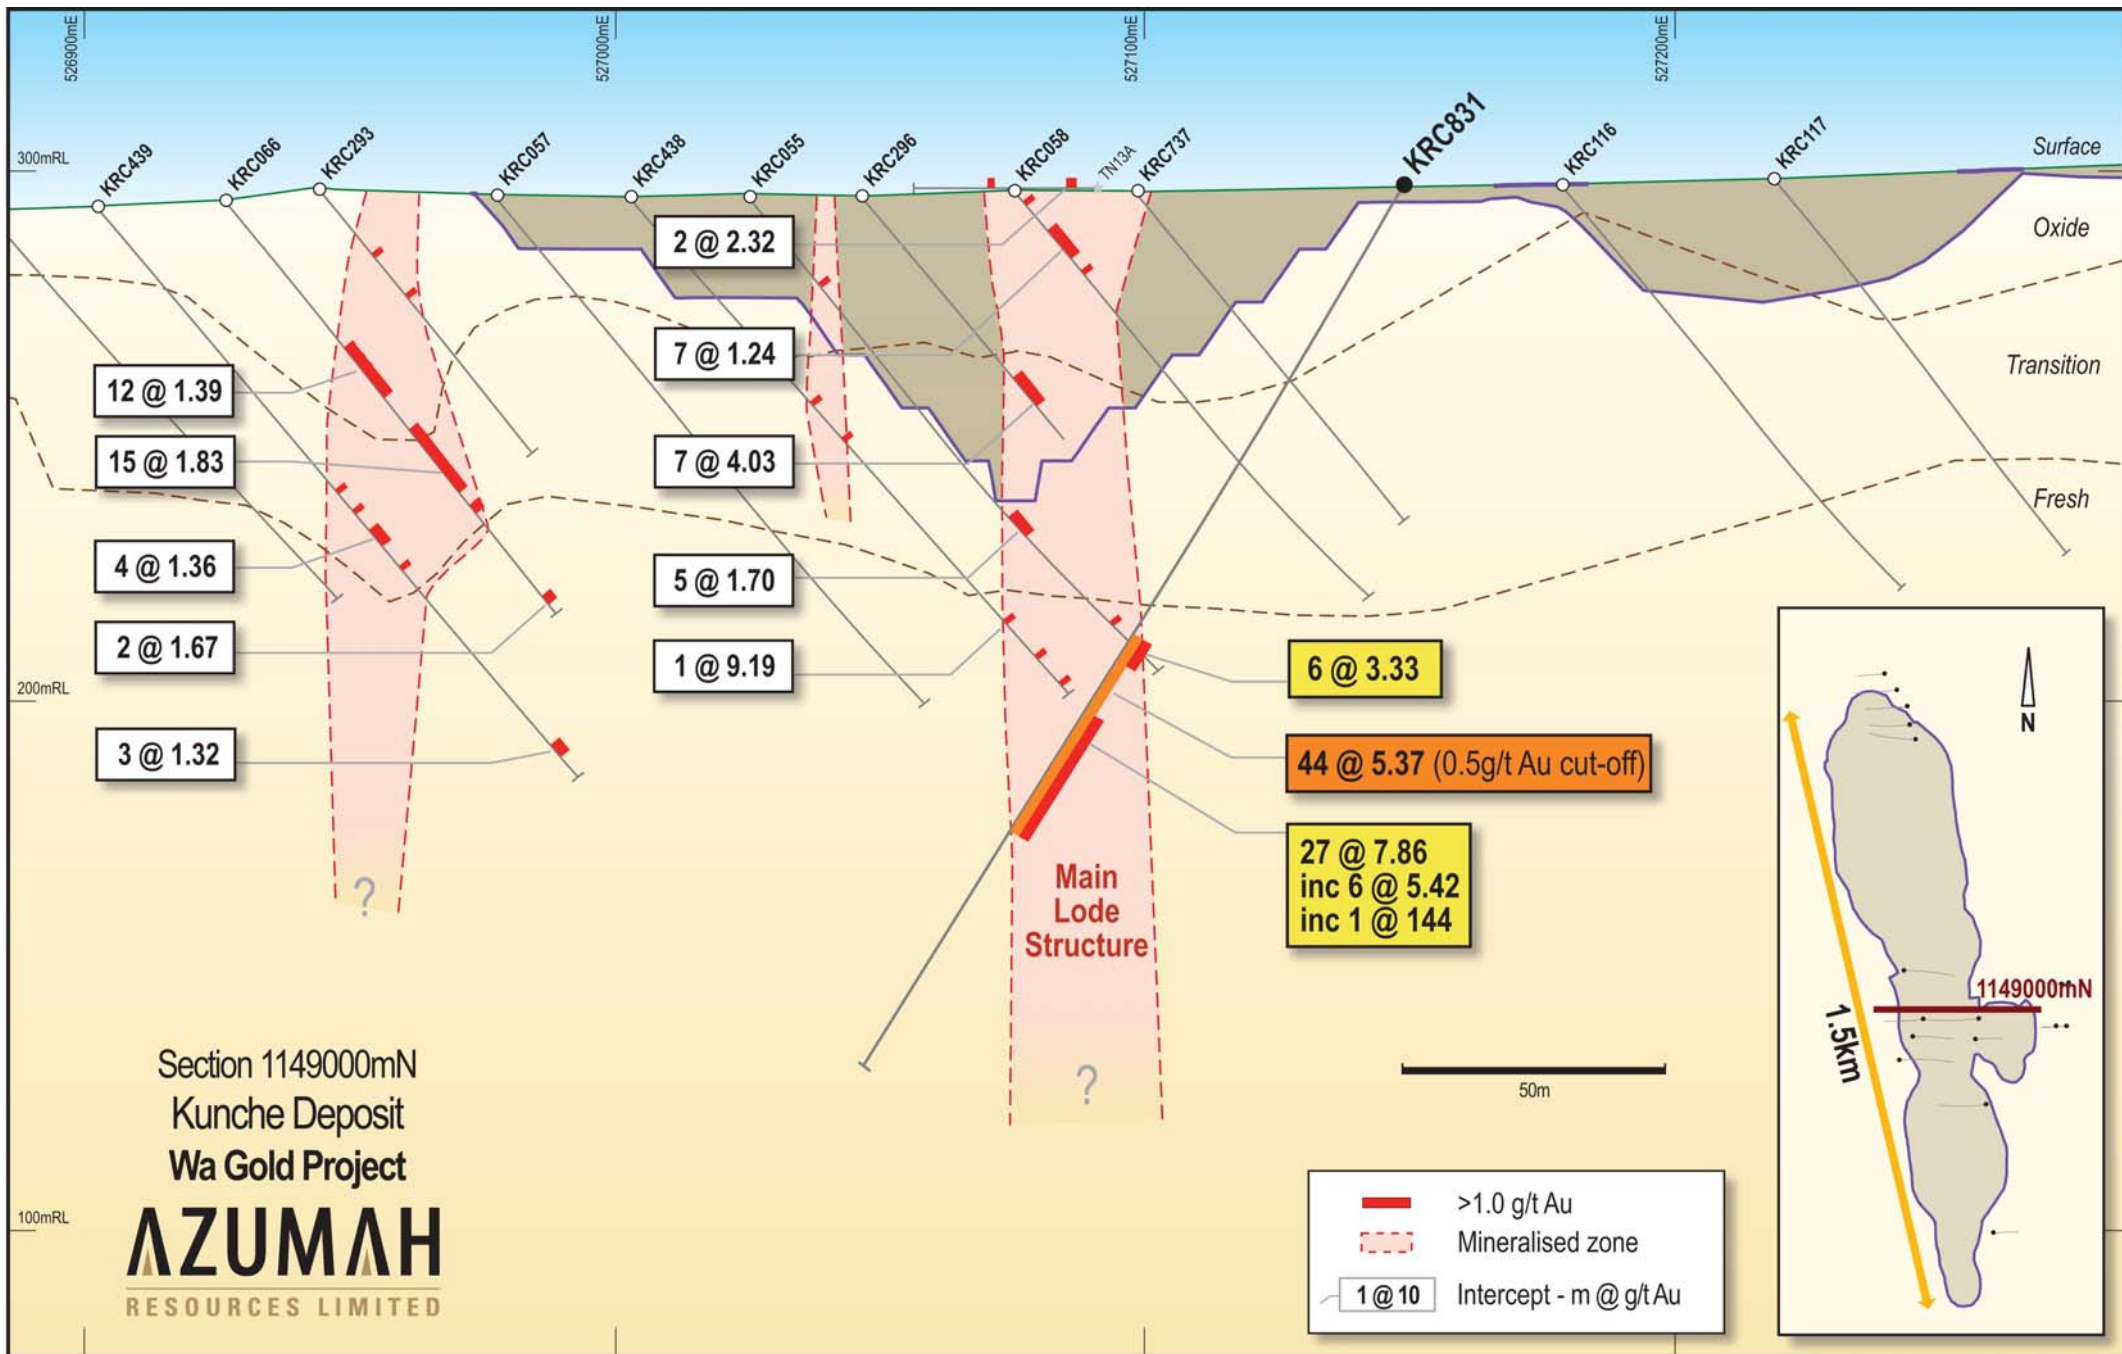 526900mE
527000mE
527100mE
527200mE
KRC439
KRC066
KRC293
KRC057
KRC438
KRC055
KRC296
KRC058
TN13A
KRC737
KRC831
KRC116
KRC117
300mRL
Surface
Oxide
Transition
Fresh
2 @ 2.32
7 @ 1.24
7 @ 4.03
5 @ 1.70
1 @ 9.19
12 @ 1.39
15 @ 1.83
4 @ 1.36
2 @ 1.67
3 @ 1.32
200mRL
6 @ 3.33
44 @ 5.37 (0.5g/t Au cut-off)
27 @ 7.86
inc 6 @ 5.42
inc 1 @ 144
?
Main
Lode
Structure
?
50m
N
1149000mN
1.5km
Section 1149000mN
Kunche Deposit
Wa Gold Project
100mRL
AZUMAH
RESOURCES LIMITED
>1.0 g/t Au
Mineralised zone
1 @ 10
Intercept - m @ g/t Au